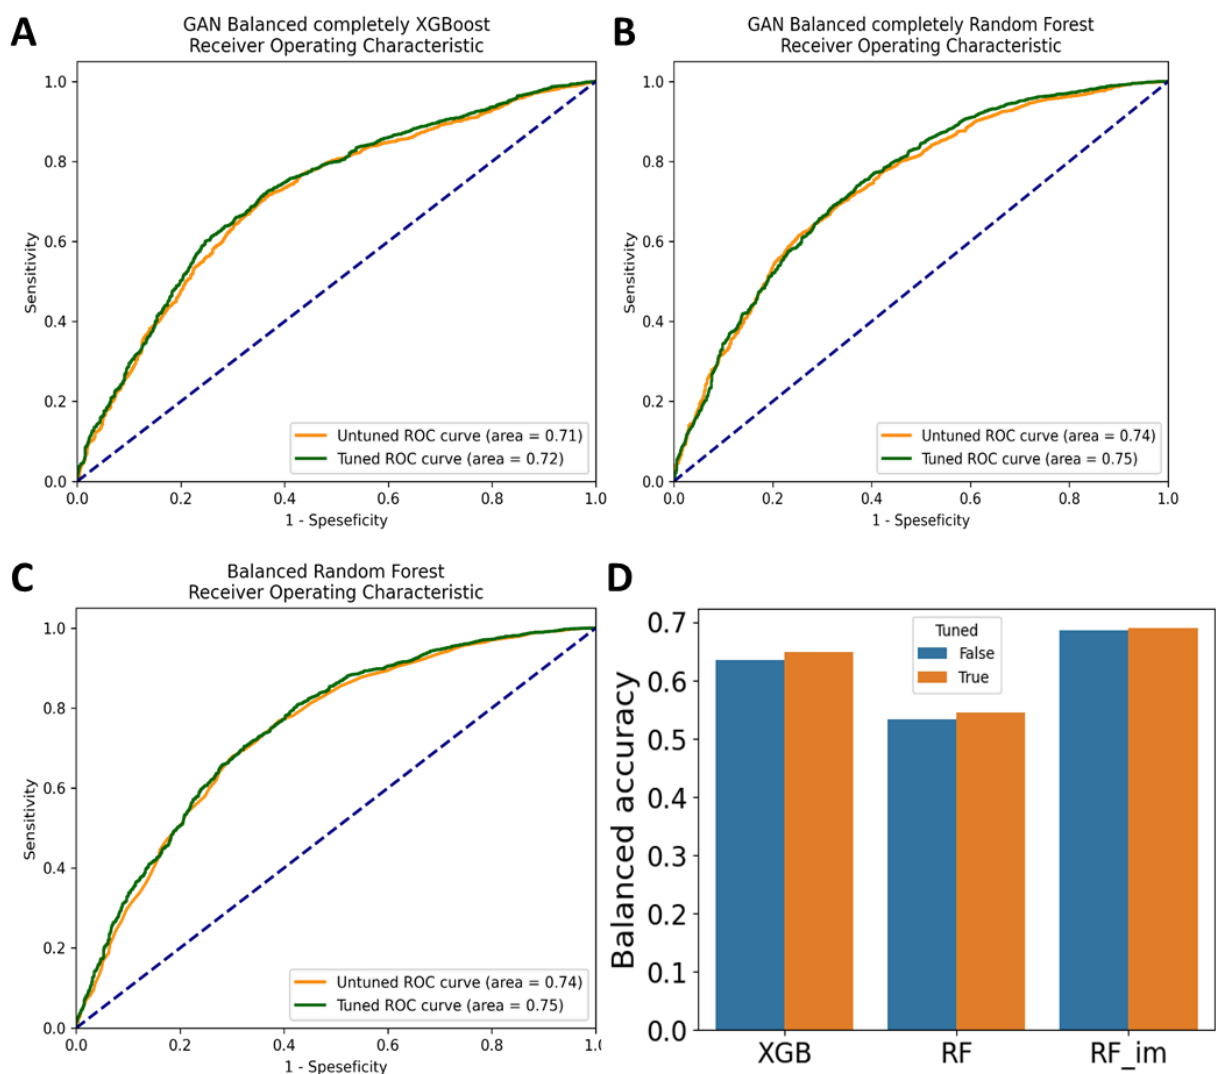 A
GAN Balanced completely XGBoost
Receiver Operating Characteristic
1.0
0.8
0.6
0.4
0.2
0.0
Sensitivity
Untuned ROC curve (area = 0.71)
Tuned ROC curve (area = 0.72)
0.0 0.2 0.4 0.6 0.8 1.0
1 - Speseficity
B
GAN Balanced completely Random Forest
Receiver Operating Characteristic
1.0
0.8
0.6
0.4
0.2
0.0
Sensitivity
Untuned ROC curve (area = 0.74)
Tuned ROC curve (area = 0.75)
0.0 0.2 0.4 0.6 0.8 1.0
1 - Speseficity
C
Balanced Random Forest
Receiver Operating Characteristic
1.0
0.8
0.6
0.4
0.2
0.0
Sensitivity
Untuned ROC curve (area = 0.74)
Tuned ROC curve (area = 0.75)
0.0 0.2 0.4 0.6 0.8 1.0
1 - Speseficity
D
0.7
0.6
0.5
0.4
0.3
0.2
0.1
0.0
Balanced accuracy
Tuned
False
True
XGB RF RF_im